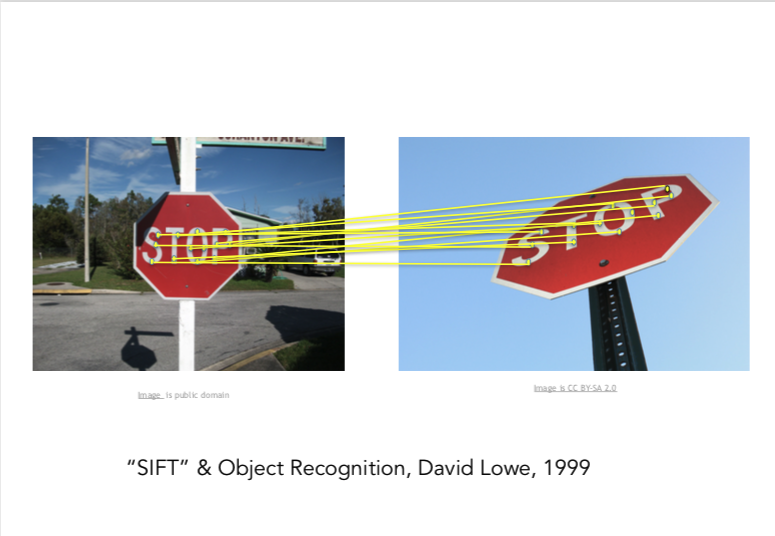 STOP
STOP
Image is public domain
Image is CC BY-SA 2.0
“SIFT” & Object Recognition, David Lowe, 1999